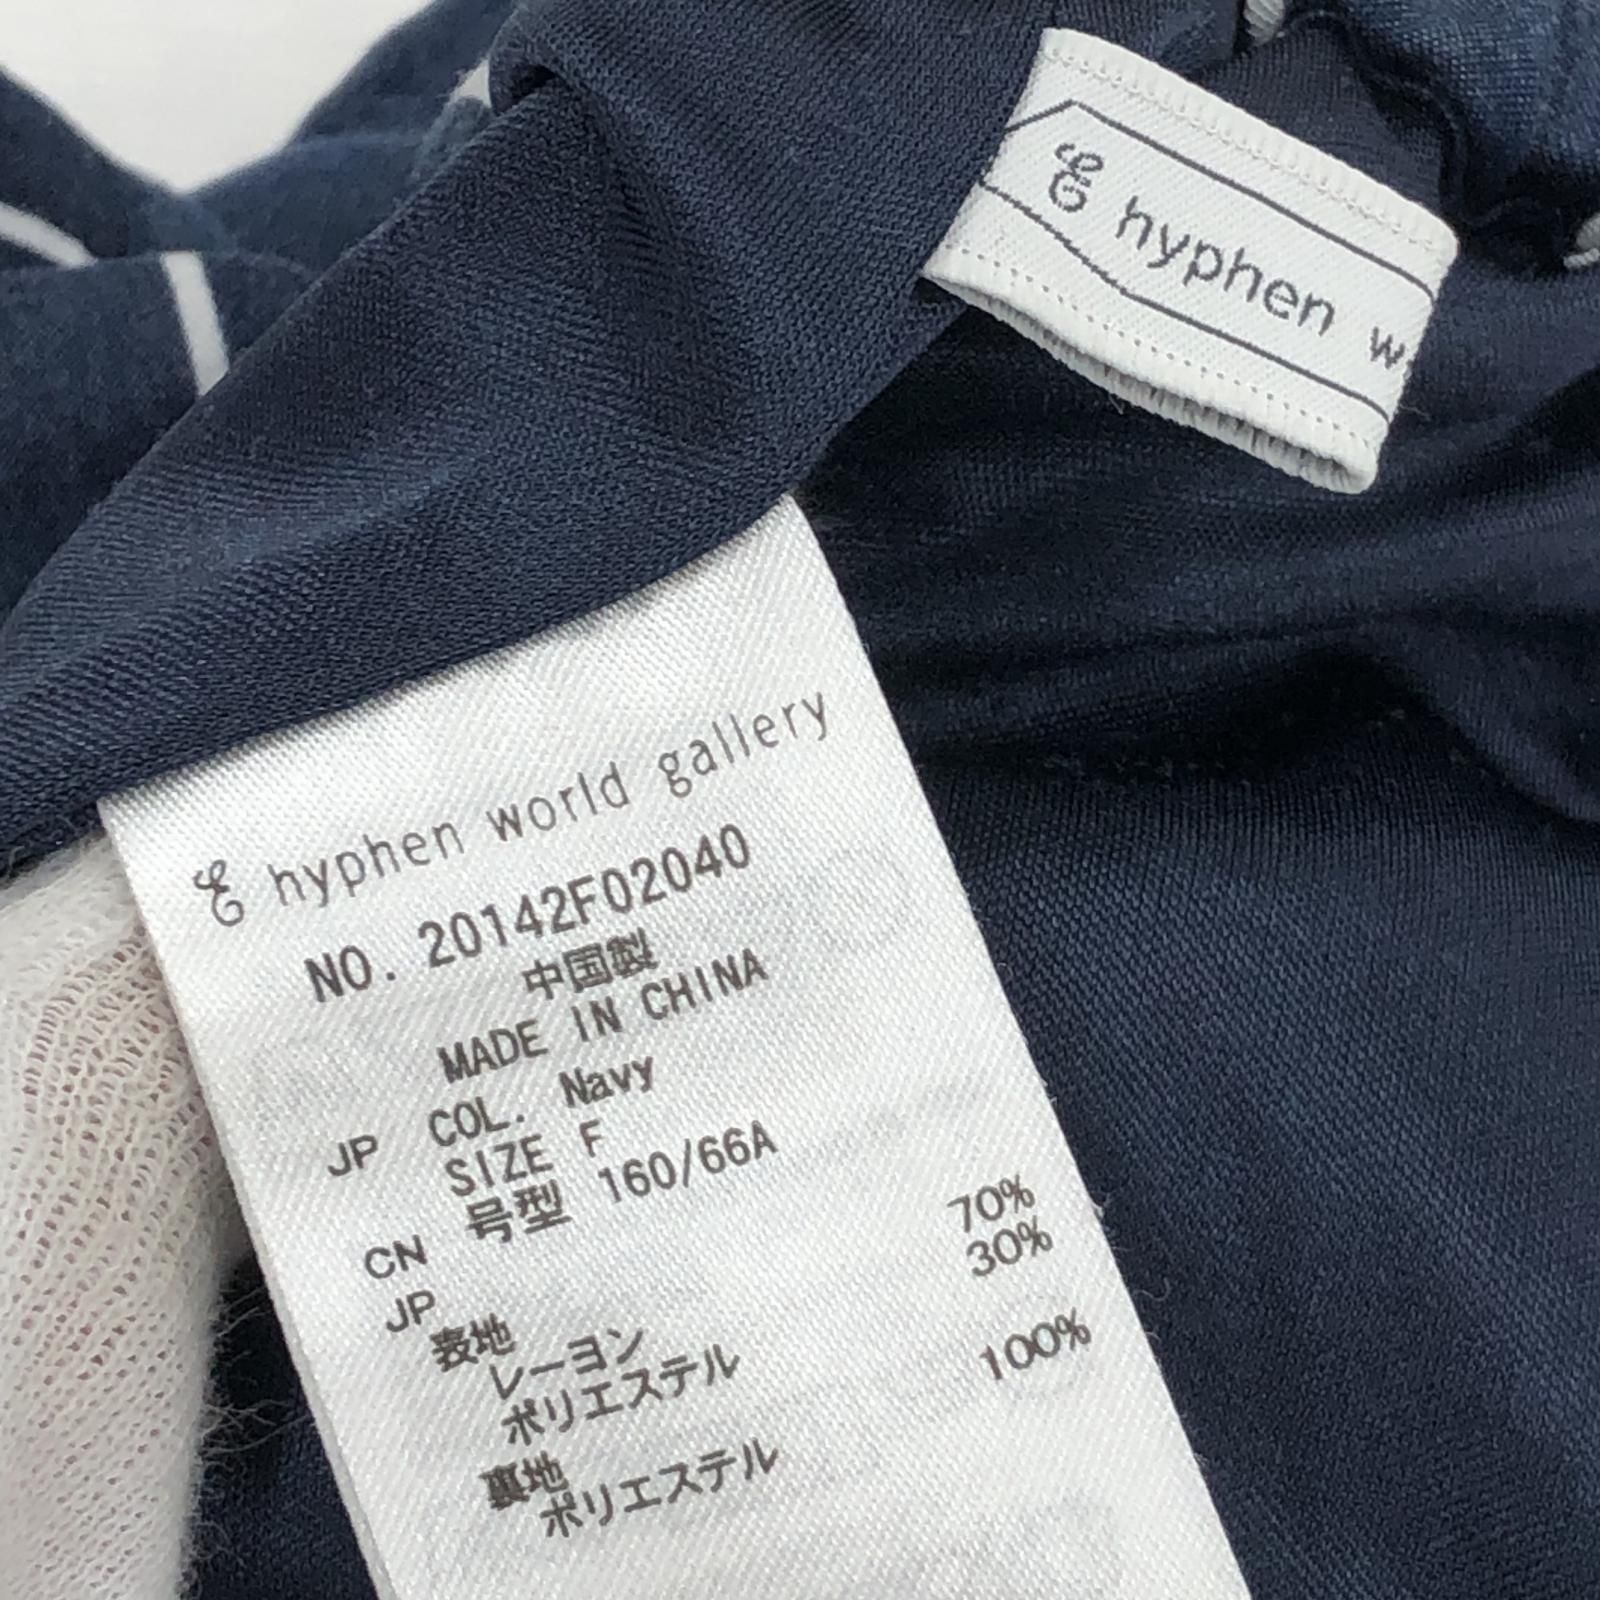 hyphen w
hyphen world gallery
NO. 20142F02040
中国製
MADE IN CHINA
JP COL. Navy
SIZE F
CN 号型 160/66A
JP
表地
レーヨン 70%
ポリエステル 30%
裏地
ポリエステル 100%